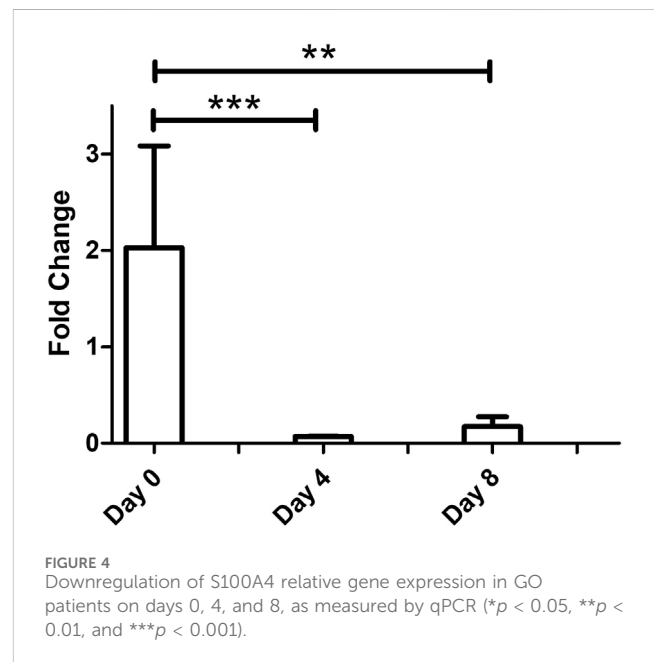 **
***
Fold Change
3
2
1
0
Day 0
Day 4
Day 8
FIGURE 4
Downregulation of S100A4 relative gene expression in GO
patients on days 0, 4, and 8, as measured by qPCR (*p < 0.05, **p <
0.01, and ***p < 0.001).